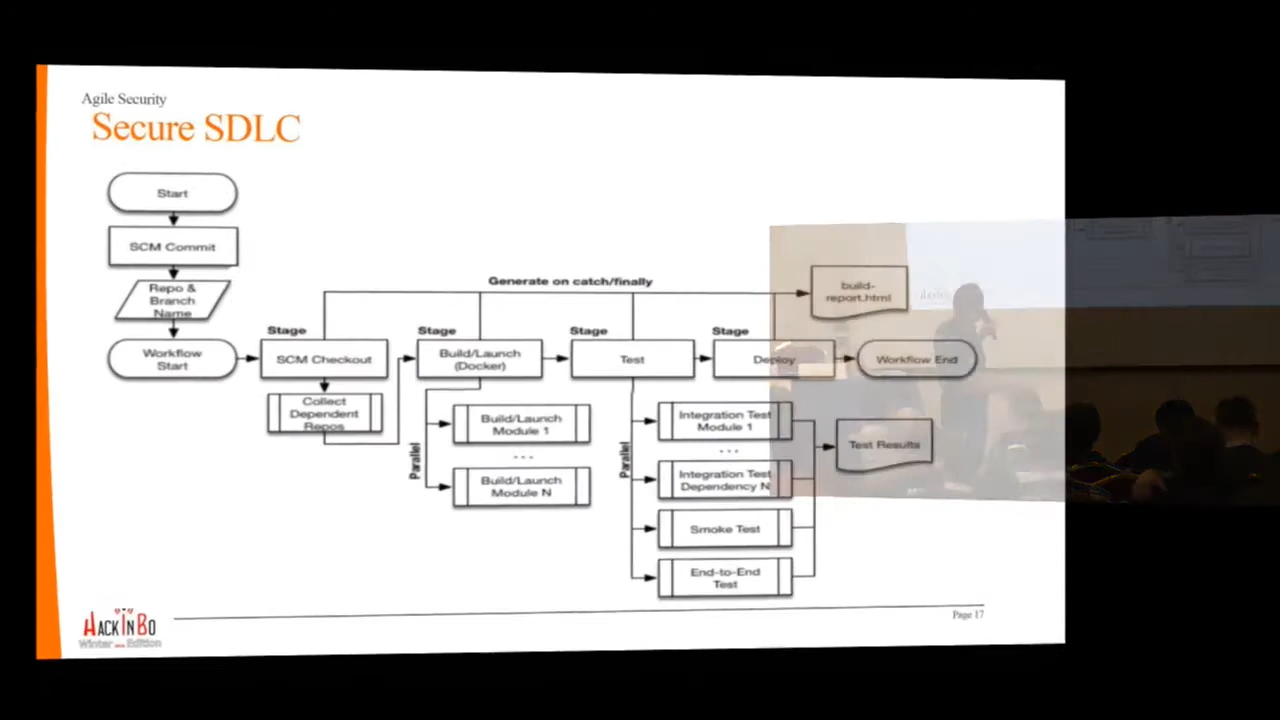 Agile Security
Secure SDLC
Start
SCM Commit
Repo &
Branch
Name
Workflow
Start
Generate on catch/finally
build-
report.html
Stage
SCM Checkout
Stage
Build/Launch
(Docker)
Stage
Test
Stage
Deploy
Workflow End
Collect
Dependent
Repos
Parallel
Build/Launch
Module 1
...
Build/Launch
Module N
Parallel
Integration Test
Module 1
...
Integration Test
Dependency N
Smoke Test
End-to-End
Test
Test Results
HACKINBO
Winter
Edition
Page 17